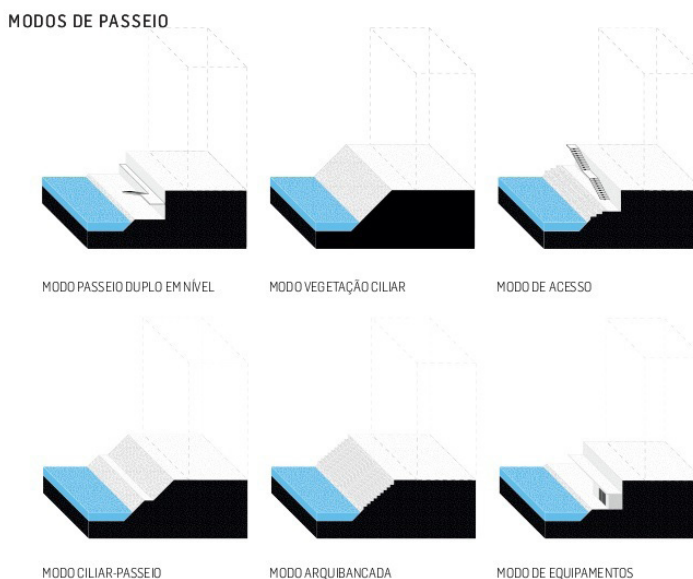 MODOS DE PASSEIO
MODO PASSEIO DUPLO EM NÍVEL
MODO VEGETAÇÃO CILIAR
MODO DE ACESSO
MODO CILIAR-PASSEIO
MODO ARQUIBANCADA
MODO DE EQUIPAMENTOS